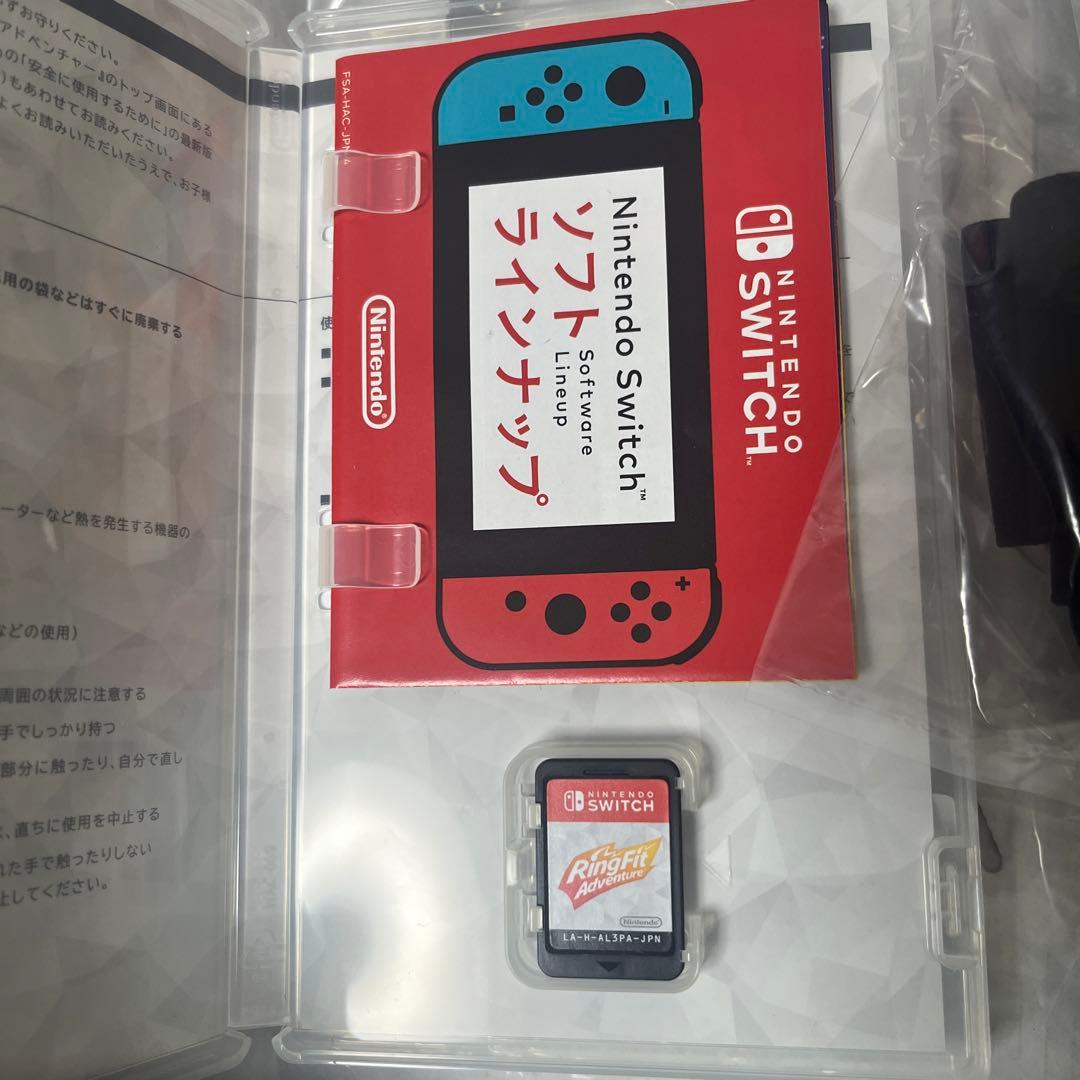 ずお守りください。
アドベンチャー』のトップ画面にある
の「安全に使用するために」の最新版
)もあわせてお読みください。
よくお読みいただいたうえで、お子様
用の袋などはすぐに廃棄する
ーターなど熱を発生する機器の
などの使用)
周囲の状況に注意する
手でしっかり持つ
部分に触ったり、自分で直し
、直ちに使用を中止する
れた手で触ったりしない
止してください。
FSA-HAC-JPN
使
Nintendo Switch™
ソフト
Software
Lineup
ラインナップ
Nintendo®
NINTENDO
SWITCH™
NINTENDO
SWITCH
RingFit
Adventure
Nintendo
LA-H-AL3PA-JPN